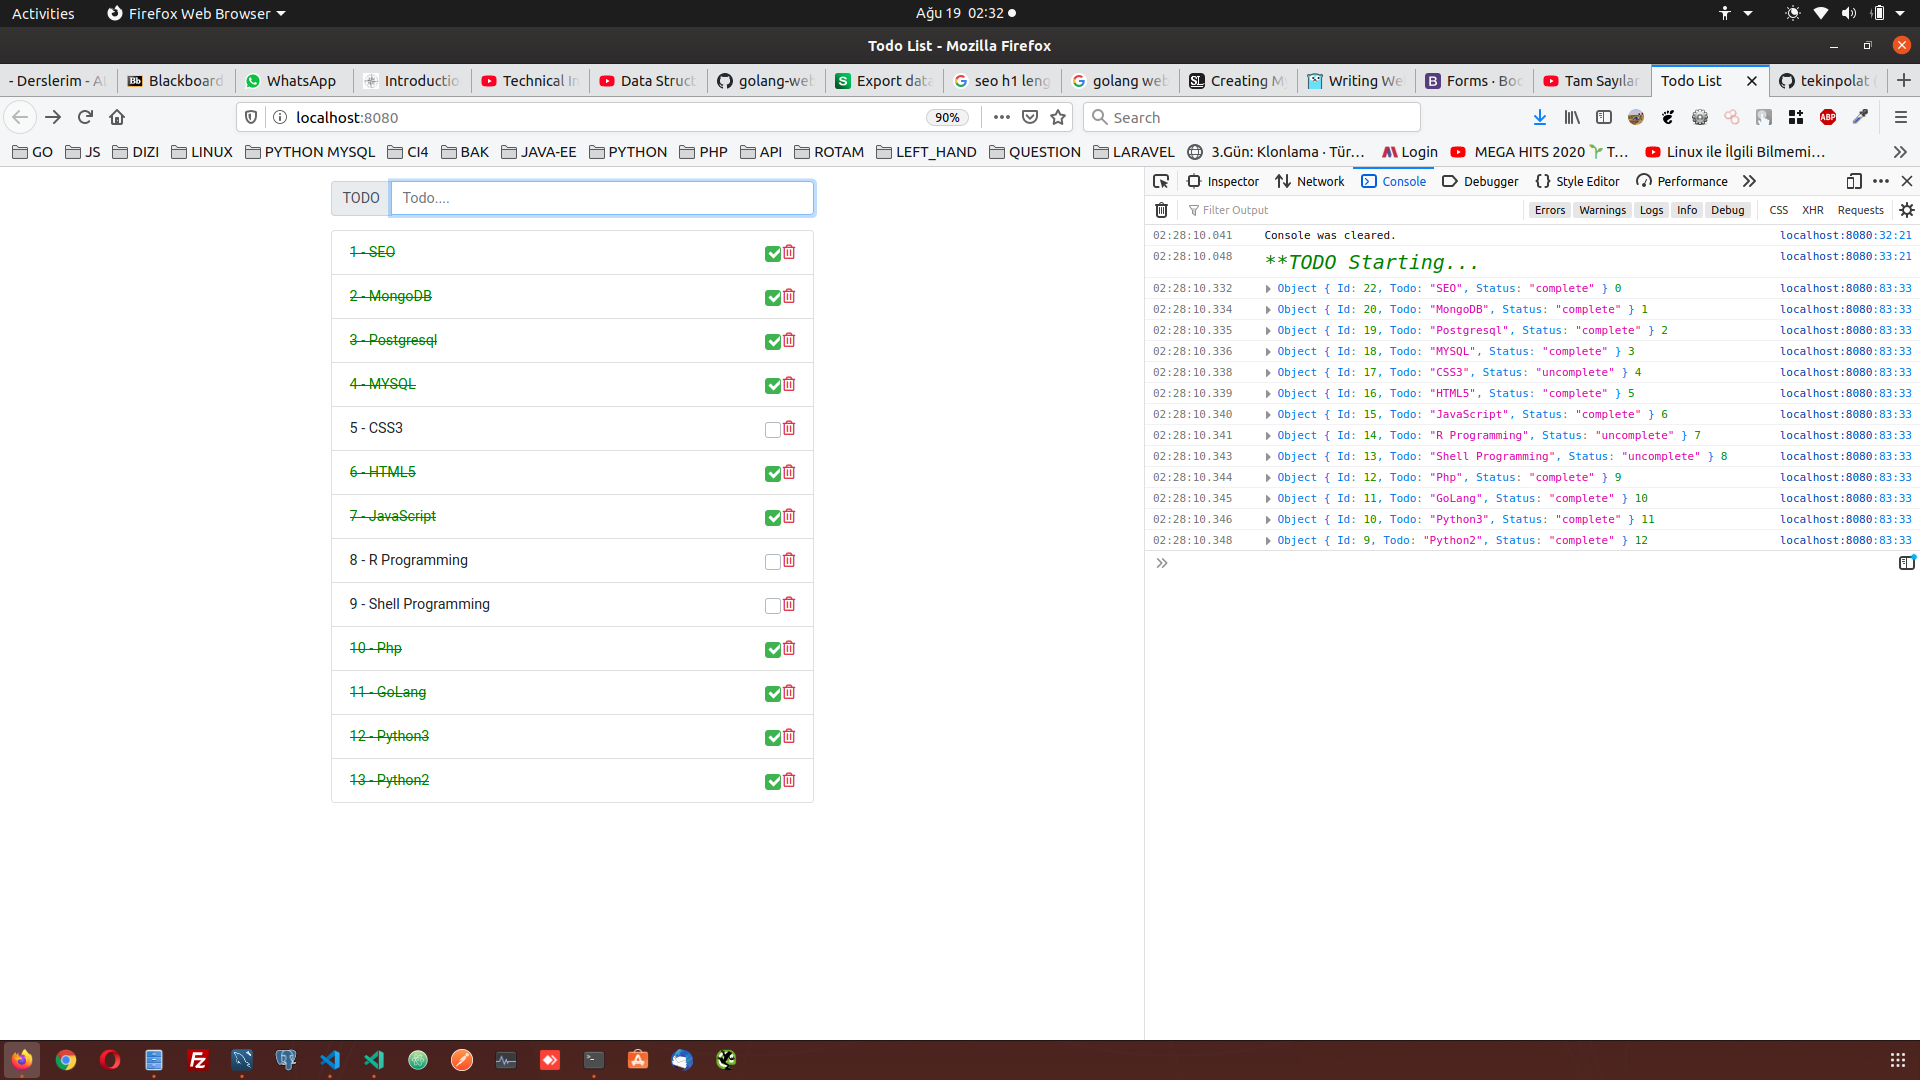 Activities
Firefox Web Browser
Ağu 19 02:32
Todo List - Mozilla Firefox
- Derslerim - Al
Blackboard
WhatsApp
Introductio
Technical In
Data Struct
golang-web
Export data
seo h1 leng
golang web
Creating My
Writing We
Forms · Boo
Tam Sayılar
Todo List
tekinpolat
localhost:8080
90%
Search
GO
JS
DIZI
LINUX
PYTHON MYSQL
CI4
BAK
JAVA-EE
PYTHON
PHP
API
ROTAM
LEFT_HAND
QUESTION
LARAVEL
3.Gün: Klonlama · Tür…
Login
MEGA HITS 2020 🌱 T…
Linux ile İlgili Bilmemi…
TODO
Todo....
1 - SEO
2 - MongoDB
3 - Postgresql
4 - MYSQL
5 - CSS3
6 - HTML5
7 - JavaScript
8 - R Programming
9 - Shell Programming
10 - Php
11 - GoLang
12 - Python3
13 - Python2
Inspector
Network
Console
Debugger
Style Editor
Performance
Filter Output
Errors
Warnings
Logs
Info
Debug
CSS
XHR
Requests
02:28:10.041 Console was cleared. localhost:8080:32:21
02:28:10.048 **TODO Starting... localhost:8080:33:21
02:28:10.332 Object { Id: 22, Todo: "SEO", Status: "complete" } 0 localhost:8080:83:33
02:28:10.334 Object { Id: 20, Todo: "MongoDB", Status: "complete" } 1 localhost:8080:83:33
02:28:10.335 Object { Id: 19, Todo: "Postgresql", Status: "complete" } 2 localhost:8080:83:33
02:28:10.336 Object { Id: 18, Todo: "MYSQL", Status: "complete" } 3 localhost:8080:83:33
02:28:10.338 Object { Id: 17, Todo: "CSS3", Status: "uncomplete" } 4 localhost:8080:83:33
02:28:10.339 Object { Id: 16, Todo: "HTML5", Status: "complete" } 5 localhost:8080:83:33
02:28:10.340 Object { Id: 15, Todo: "JavaScript", Status: "complete" } 6 localhost:8080:83:33
02:28:10.341 Object { Id: 14, Todo: "R Programming", Status: "uncomplete" } 7 localhost:8080:83:33
02:28:10.343 Object { Id: 13, Todo: "Shell Programming", Status: "uncomplete" } 8 localhost:8080:83:33
02:28:10.344 Object { Id: 12, Todo: "Php", Status: "complete" } 9 localhost:8080:83:33
02:28:10.345 Object { Id: 11, Todo: "GoLang", Status: "complete" } 10 localhost:8080:83:33
02:28:10.346 Object { Id: 10, Todo: "Python3", Status: "complete" } 11 localhost:8080:83:33
02:28:10.348 Object { Id: 9, Todo: "Python2", Status: "complete" } 12 localhost:8080:83:33